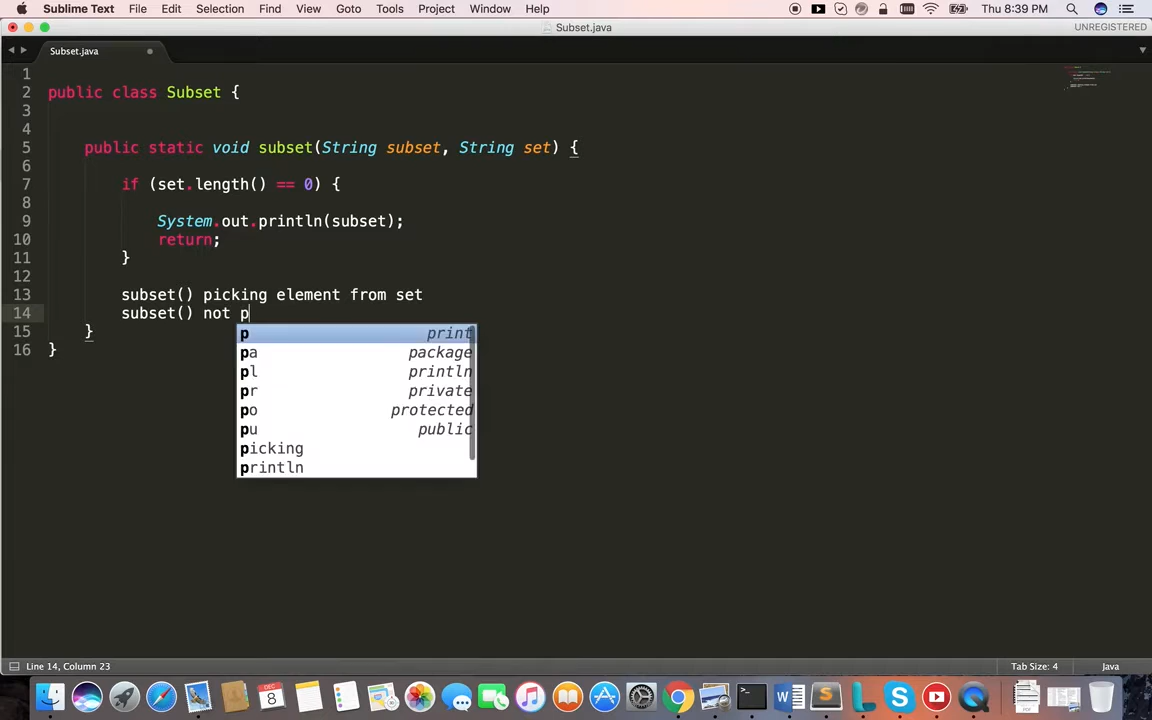 Sublime Text File Edit Selection Find View Goto Tools Project Window Help Thu 8:39 PM
Subset.java UNREGISTERED
Subset.java
1
2 public class Subset {
3
4
5 public static void subset(String subset, String set) {
6
7 if (set.length() == 0) {
8
9 System.out.println(subset);
10 return;
11 }
12
13 subset() picking element from set
14 subset() not p
15 }
16 }
p print
pa package
pl println
pr private
po protected
pu public
picking
println
Line 14, Column 23 Tab Size: 4 Java
DEC
8